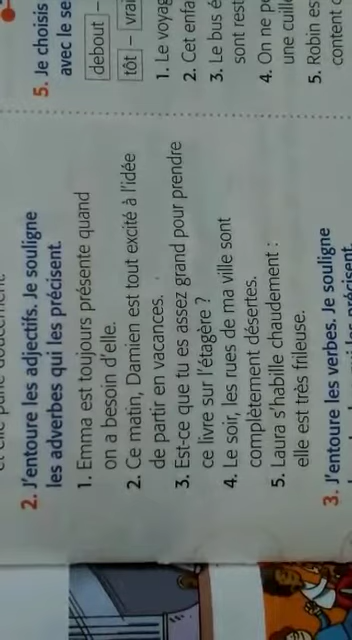 2. J'entoure les adjectifs. Je souligne
les adverbes qui les précisent.
1. Emma est toujours présente quand
on a besoin d'elle.
2. Ce matin, Damien est tout excité à l'idée
de partir en vacances.
3. Est-ce que tu es assez grand pour prendre
ce livre sur l'étagère ?
4. Le soir, les rues de ma ville sont
complètement désertes.
5. Laura s'habille chaudement :
elle est très frileuse.
3. J'entoure les verbes. Je souligne
5. Je choisis
avec le se
debout –
tôt – vrai
1. Le voyag
2. Cet enfa
3. Le bus é
sont rest
4. On ne pe
une cuill
5. Robin es
content